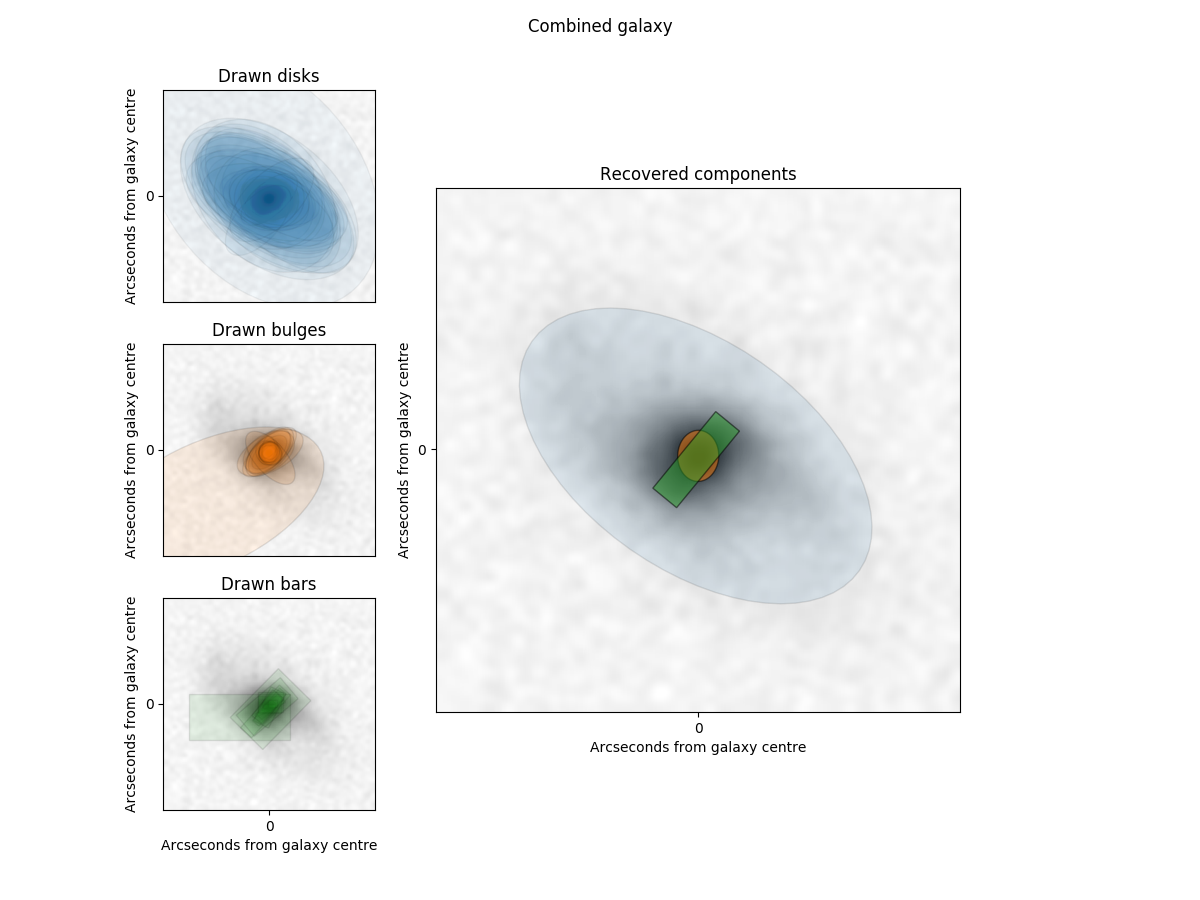 Combined galaxy
Drawn disks
Arcseconds from galaxy centre
0
Drawn bulges
Arcseconds from galaxy centre
0
Drawn bars
Arcseconds from galaxy centre
0
0
Arcseconds from galaxy centre
Recovered components
Arcseconds from galaxy centre
0
0
Arcseconds from galaxy centre